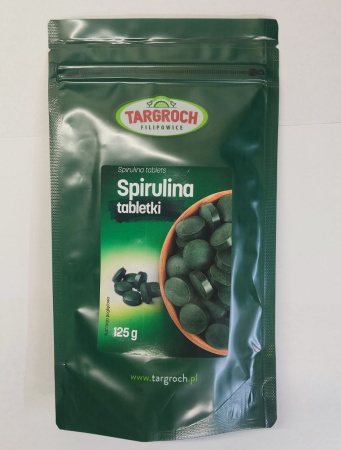 TARGROCH
FILIPOWICE
Spirulina tablets
Spirulina
tabletki
125 g
www.targroch.pl